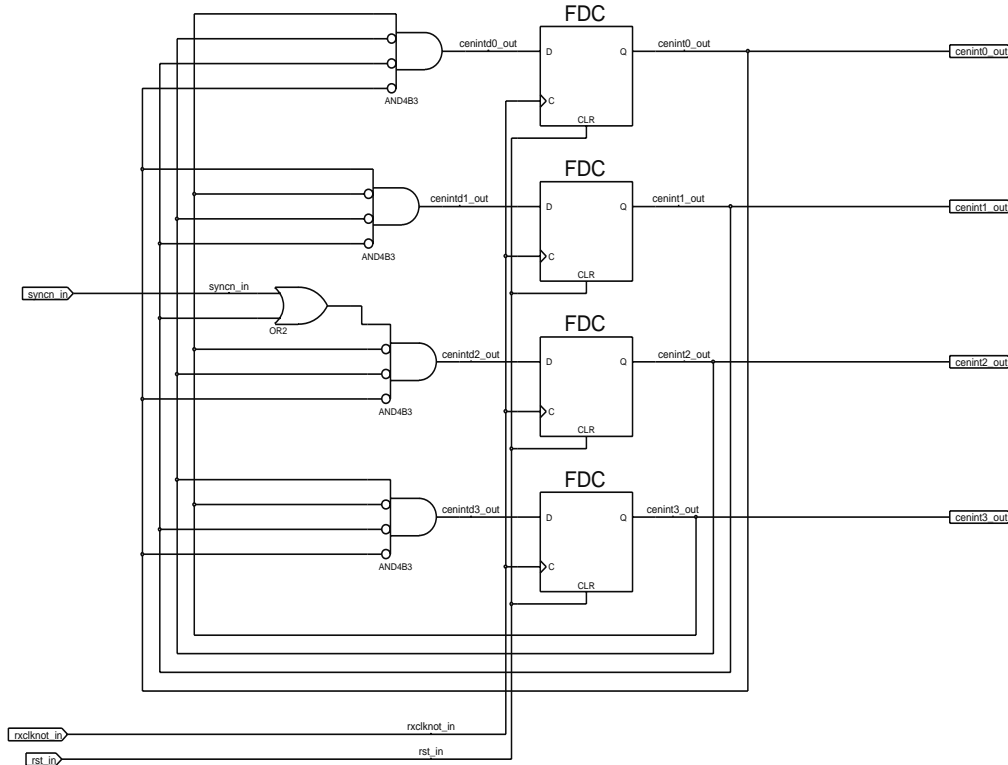 FDC
cenintd0_out
D
Q
cenint0_out
cenint0_out
AND4B3
C
CLR
FDC
cenintd1_out
D
Q
cenint1_out
cenint1_out
AND4B3
C
CLR
syncn_in
syncn_in
OR2
FDC
cenintd2_out
D
Q
cenint2_out
cenint2_out
AND4B3
C
CLR
FDC
cenintd3_out
D
Q
cenint3_out
cenint3_out
AND4B3
C
CLR
rxclknot_in
rxclknot_in
rst_in
rst_in